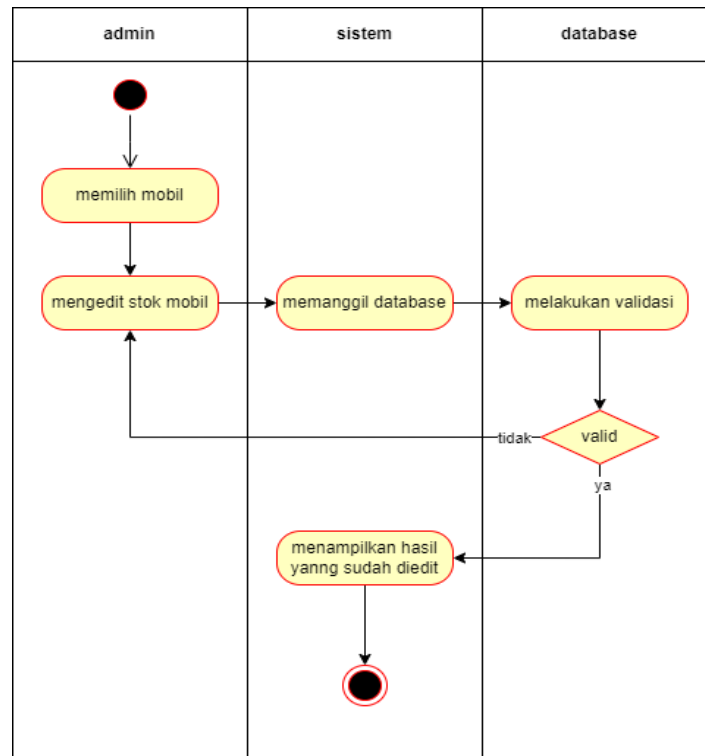 admin
sistem
database
memilih mobil
mengedit stok mobil
memanggil database
melakukan validasi
valid
tidak
ya
menampilkan hasil
yanng sudah diedit